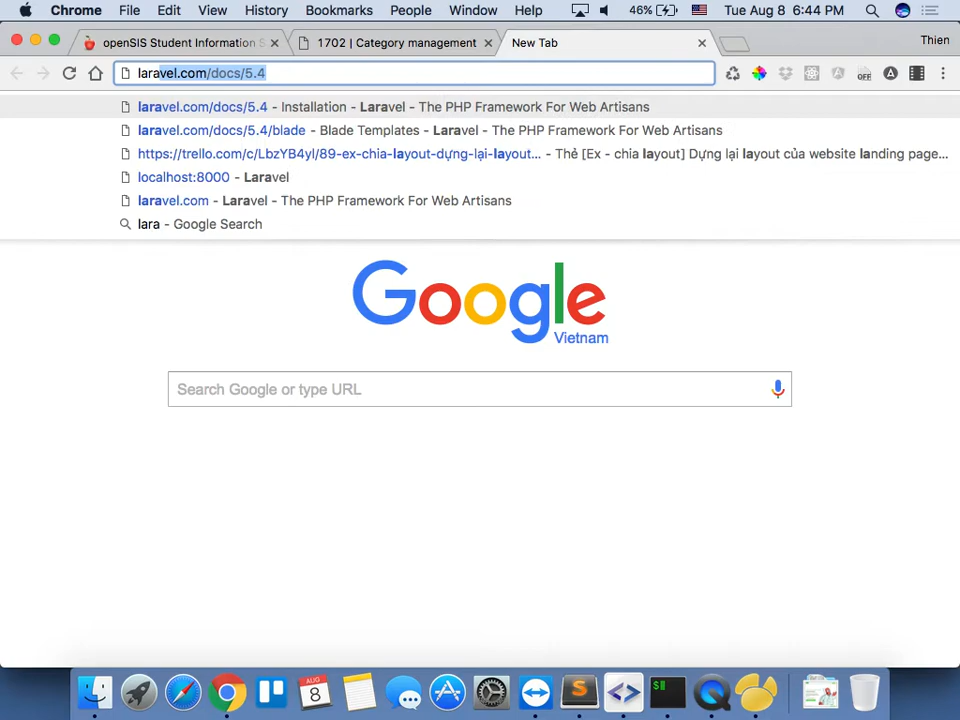 Chrome File Edit View History Bookmarks People Window Help 46% Tue Aug 8 6:44 PM
openSIS Student Information S 1702 | Category management New Tab Thien
laravel.com/docs/5.4 OFF
laravel.com/docs/5.4 - Installation - Laravel - The PHP Framework For Web Artisans
laravel.com/docs/5.4/blade - Blade Templates - Laravel - The PHP Framework For Web Artisans
https://trello.com/c/LbzYB4yl/89-ex-chia-layout-dựng-lại-layout... - Thẻ [Ex - chia layout] Dựng lại layout của website landing page...
localhost:8000 - Laravel
laravel.com - Laravel - The PHP Framework For Web Artisans
lara - Google Search
Google
Vietnam
Search Google or type URL
AUG
8